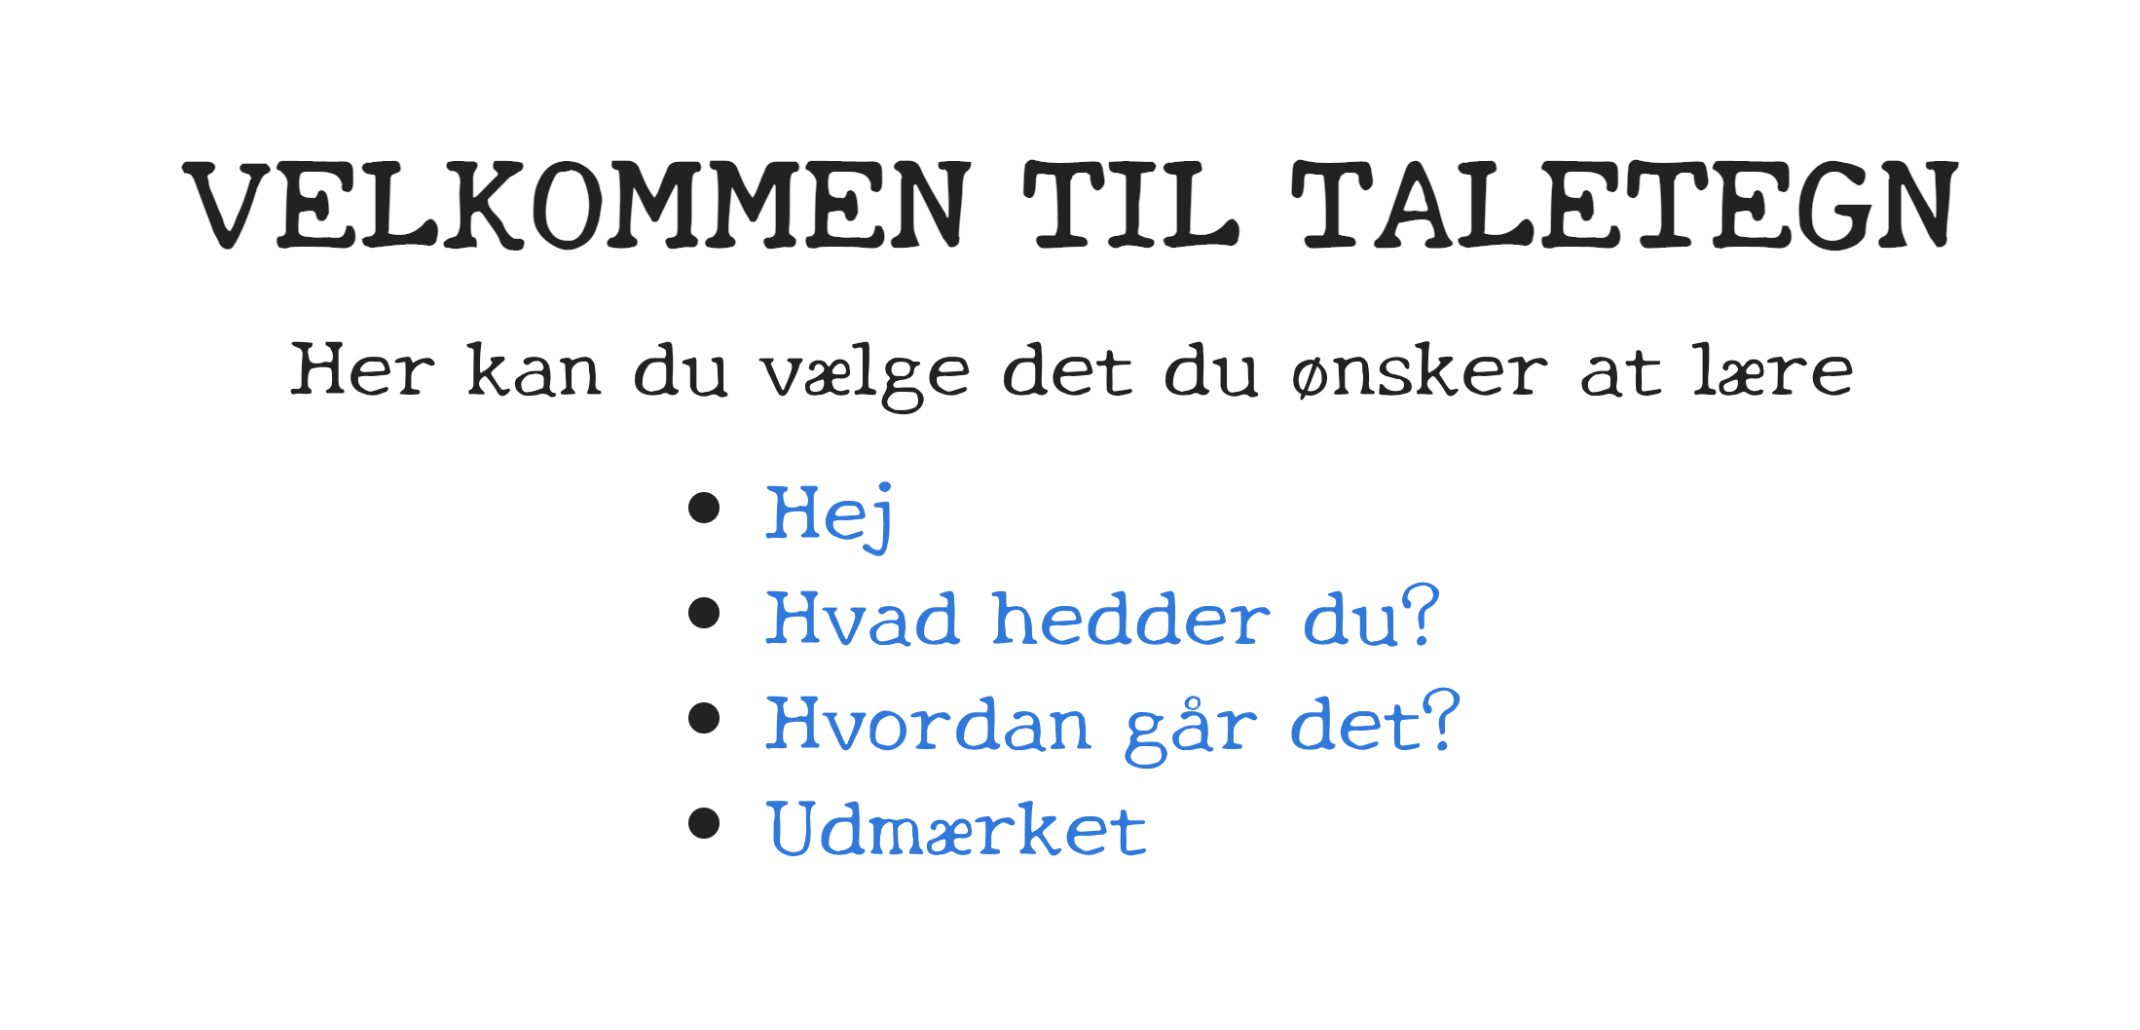 VELKOMMEN TIL TALETEGN
Her kan du vælge det du ønsker at lære
Hej
Hvad hedder du?
Hvordan går det?
Udmærket